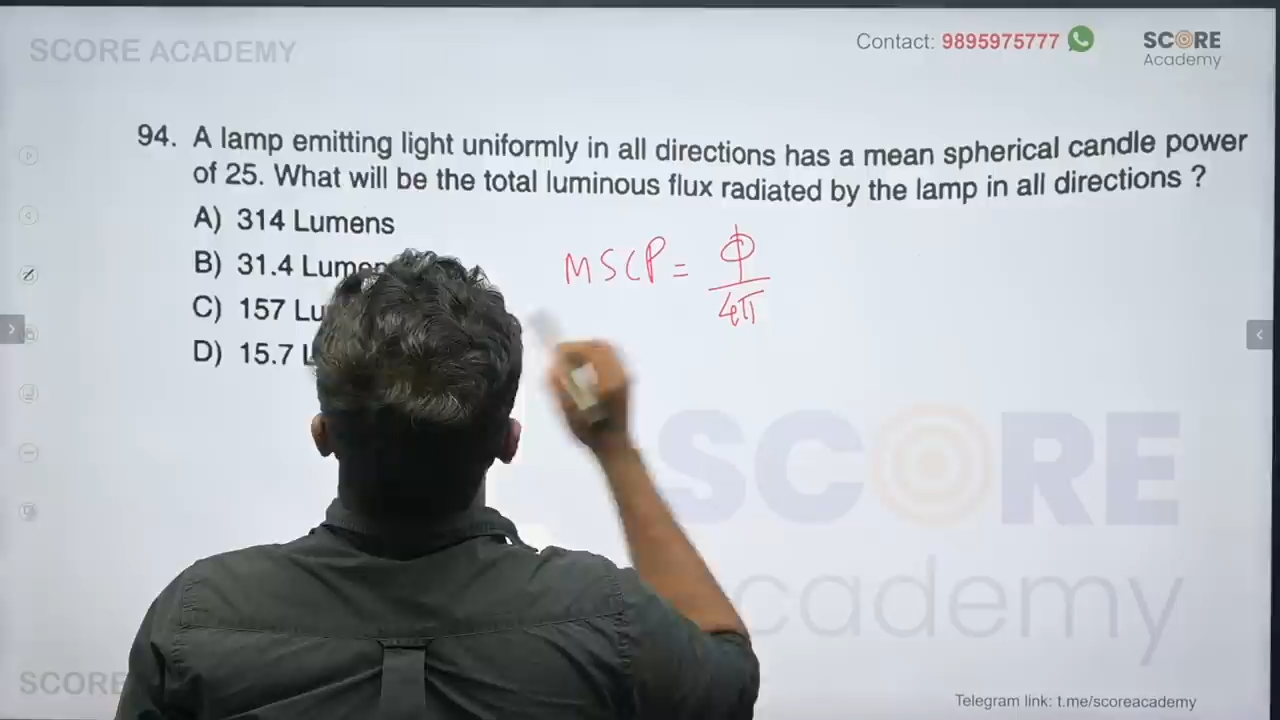 SCORE ACADEMY
Contact: 9895975777
SCORE
Academy
94. A lamp emitting light uniformly in all directions has a mean spherical candle power
of 25. What will be the total luminous flux radiated by the lamp in all directions ?
A) 314 Lumens
B) 31.4
C) 157
D) 15.7
MSCP = ϕ
4π
SCORE
SCORE
Telegram link: t.me/scoreacademy